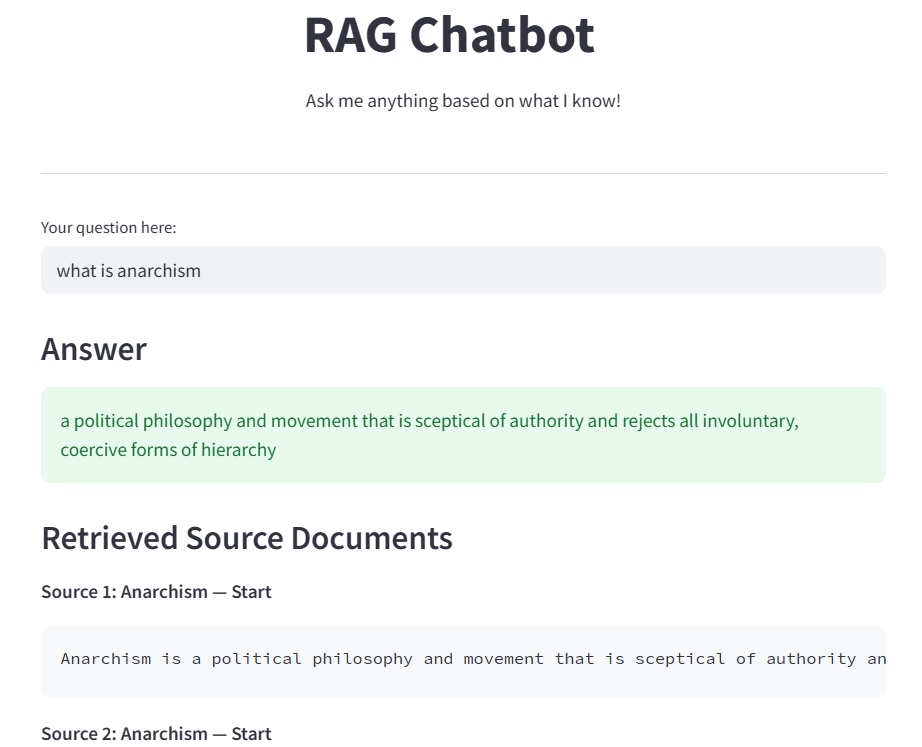 RAG Chatbot
Ask me anything based on what I know!
Your question here:
what is anarchism
Answer
a political philosophy and movement that is sceptical of authority and rejects all involuntary,
coercive forms of hierarchy
Retrieved Source Documents
Source 1: Anarchism — Start
Anarchism is a political philosophy and movement that is sceptical of authority an
Source 2: Anarchism — Start